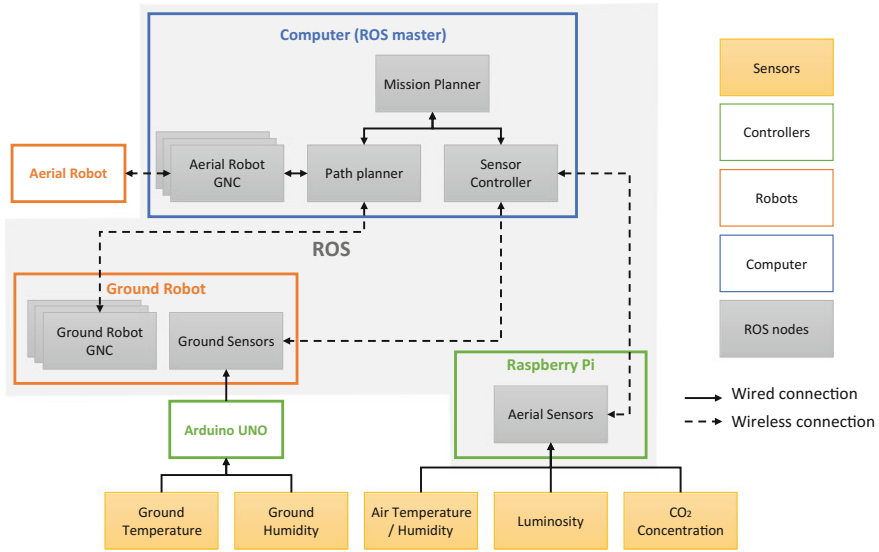 Computer (ROS master)
Mission Planner
Aerial Robot
Aerial Robot
GNC
Path planner
Sensor
Controller
ROS
Ground Robot
Ground Robot
GNC
Ground Sensors
Raspberry Pi
Aerial Sensors
Arduino UNO
Ground
Temperature
Ground
Humidity
Air Temperature
/ Humidity
Luminosity
CO₂
Concentration
Sensors
Controllers
Robots
Computer
ROS nodes
Wired connection
Wireless connection